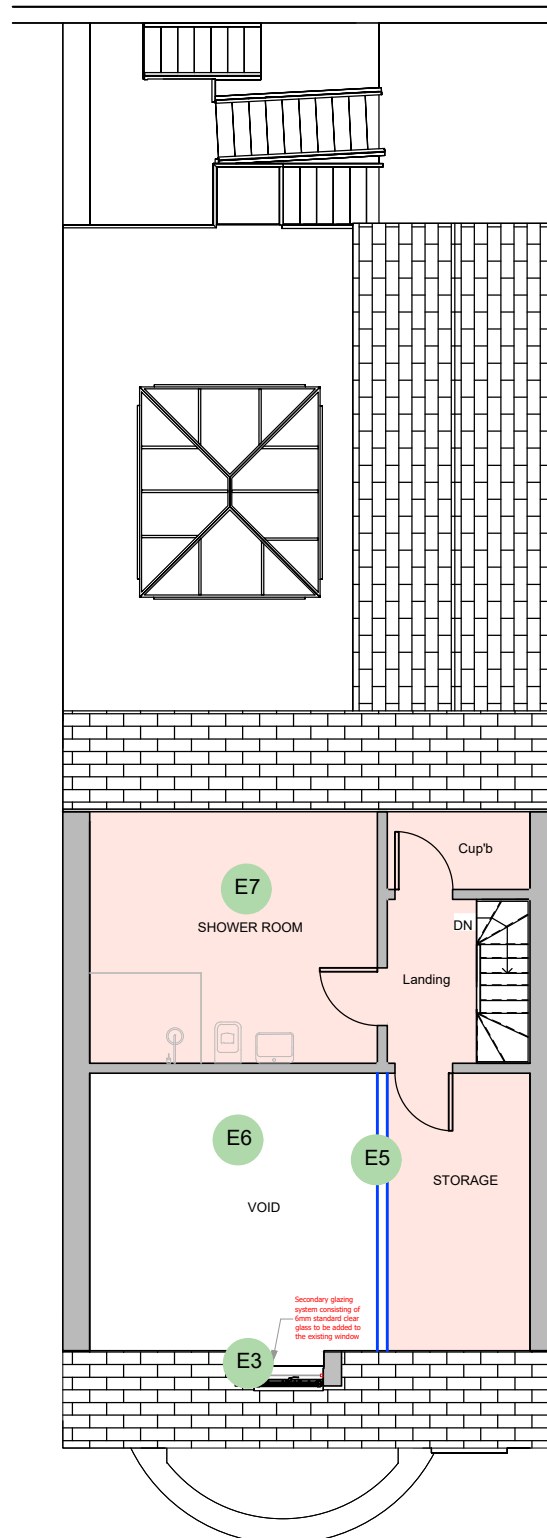 Cup'b
E7
SHOWER ROOM
DN
Landing
E6
E5
STORAGE
VOID
Secondary glazing
system consisting of
6mm standard clear
glass to be added to
the existing window
E3